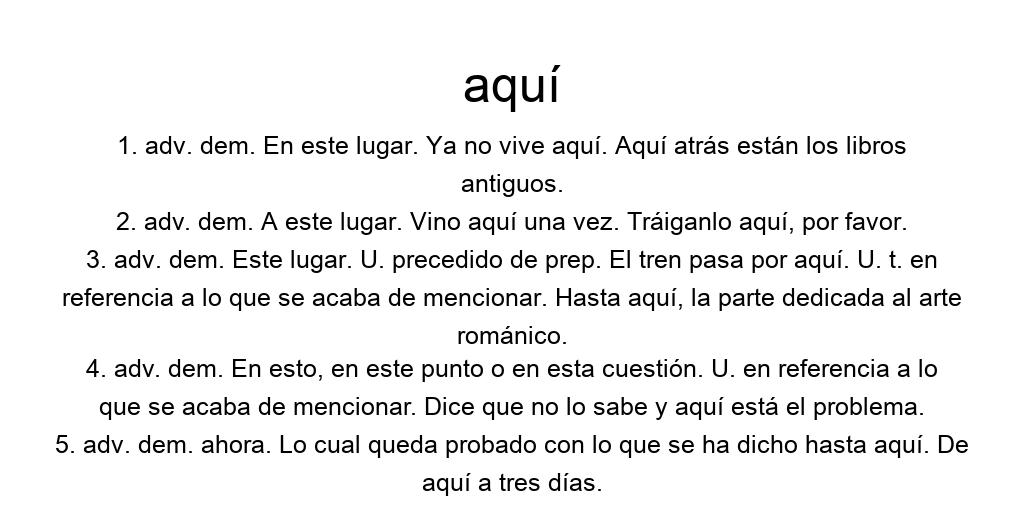 aquí
1. adv. dem. En este lugar. Ya no vive aquí. Aquí atrás están los libros
antiguos.
2. adv. dem. A este lugar. Vino aquí una vez. Tráiganlo aquí, por favor.
3. adv. dem. Este lugar. U. precedido de prep. El tren pasa por aquí. U. t. en
referencia a lo que se acaba de mencionar. Hasta aquí, la parte dedicada al arte
románico.
4. adv. dem. En esto, en este punto o en esta cuestión. U. en referencia a lo
que se acaba de mencionar. Dice que no lo sabe y aquí está el problema.
5. adv. dem. ahora. Lo cual queda probado con lo que se ha dicho hasta aquí. De
aquí a tres días.